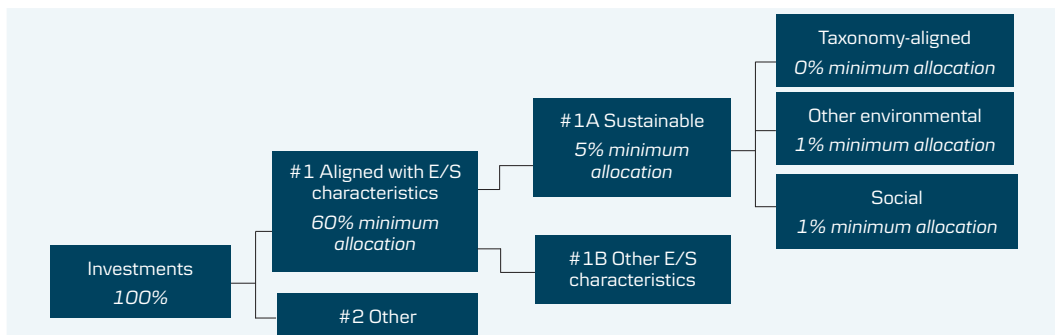 Investments
100%
#1 Aligned with E/S
characteristics
60% minimum
allocation
#2 Other
#1A Sustainable
5% minimum
allocation
#1B Other E/S
characteristics
Taxonomy-aligned
0% minimum allocation
Other environmental
1% minimum allocation
Social
1% minimum allocation